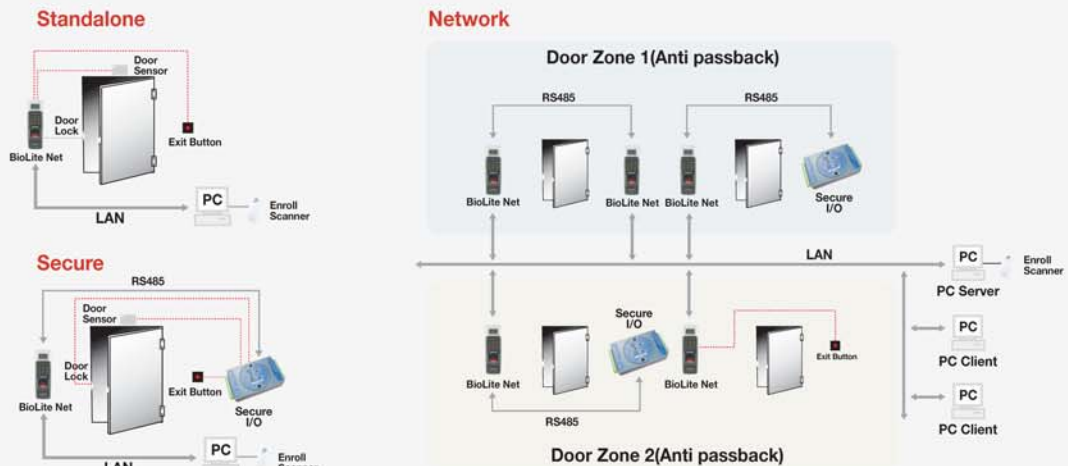 Standalone
Door
Sensor
Door
Lock
BioLite Net
Exit Button
LAN
PC
Enroll
Scanner
Secure
RS485
Door
Sensor
Door
Lock
BioLite Net
Exit Button
Secure
I/O
LAN
PC
Enroll
Scanner
Network
Door Zone 1(Anti passback)
RS485
RS485
BioLite Net
BioLite Net
BioLite Net
Secure
I/O
LAN
PC
Enroll
Scanner
PC Server
PC
PC Client
PC
PC Client
Secure
I/O
BioLite Net
BioLite Net
Exit Button
RS485
Door Zone 2(Anti passback)